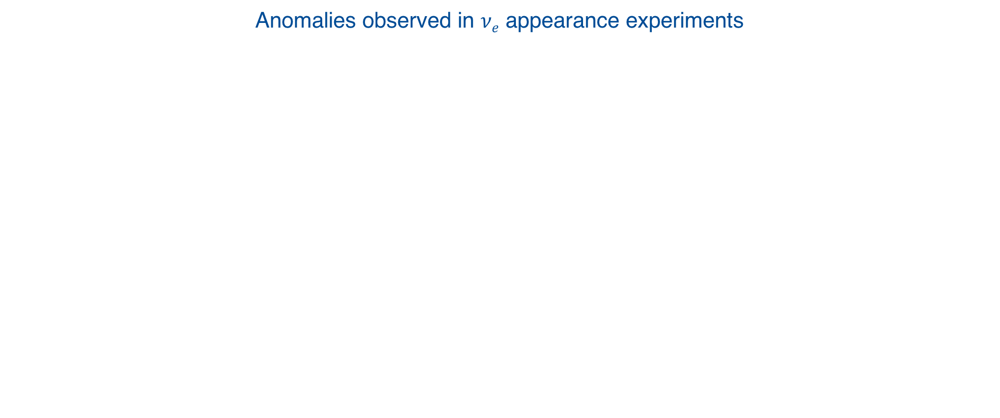 Anomalies observed in νₑ appearance experiments